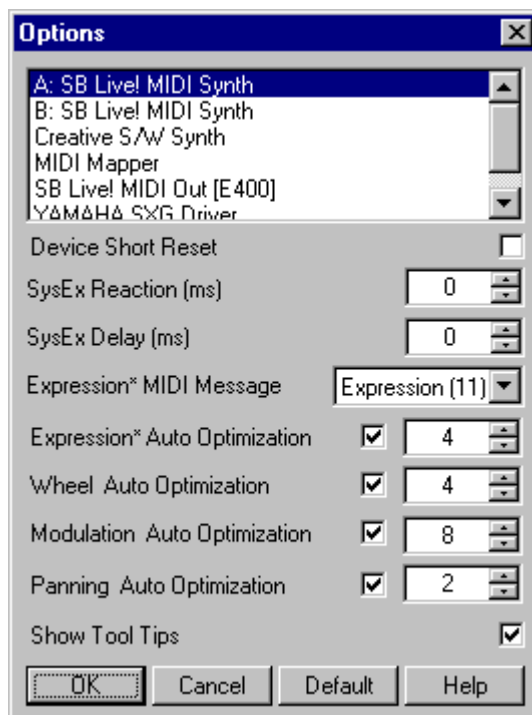 Options
A: SB Live! MIDI Synth
B: SB Live! MIDI Synth
Creative S/W Synth
MIDI Mapper
SB Live! MIDI Out [E400]
YAMAHA SXG Driver
Device Short Reset
SysEx Reaction (ms) 0
SysEx Delay (ms) 0
Expression* MIDI Message Expression (11)
Expression* Auto Optimization 4
Wheel Auto Optimization 4
Modulation Auto Optimization 8
Panning Auto Optimization 2
Show Tool Tips
OK Cancel Default Help